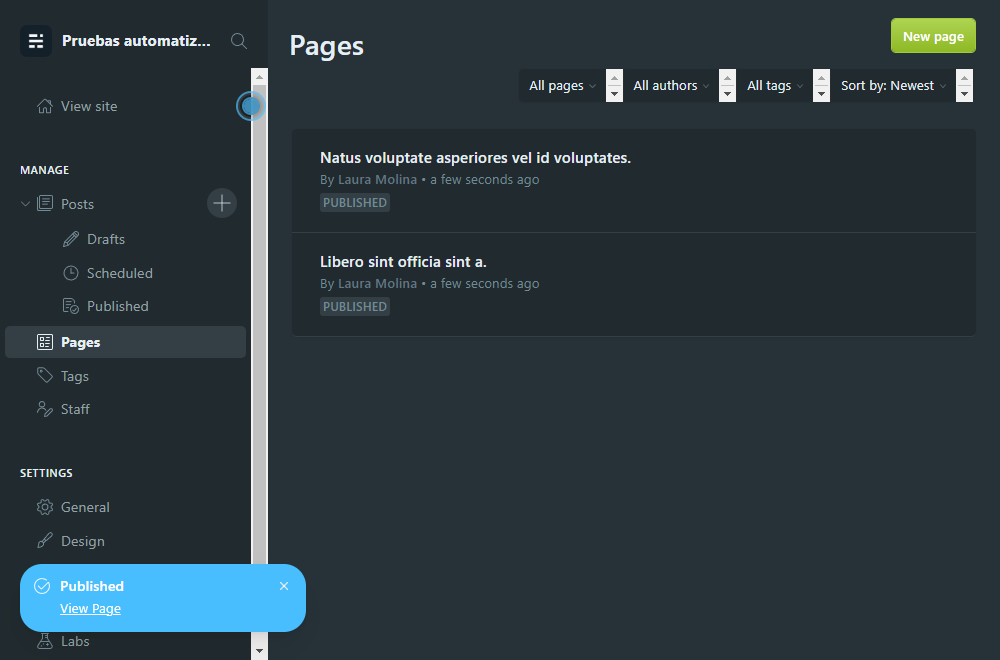 Pruebas automatiz...
View site
MANAGE
Posts
Drafts
Scheduled
Published
Pages
Tags
Staff
SETTINGS
General
Design
Published
View Page
Labs
Pages
New page
All pages
All authors
All tags
Sort by: Newest
Natus voluptate asperiores vel id voluptates.
By Laura Molina • a few seconds ago
PUBLISHED
Libero sint officia sint a.
By Laura Molina • a few seconds ago
PUBLISHED